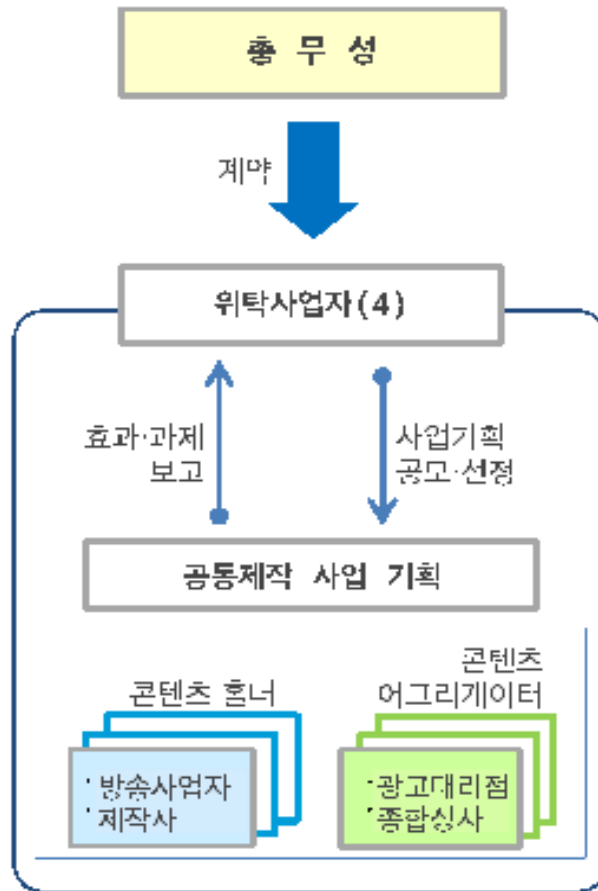 총 무 성
계약
위탁사업자(4)
효과·과제
보고
사업기획
공모·선정
공통제작 사업 기획
콘텐츠 홀너
콘텐츠
어그리게이터
·방송사업자
·제작사
·광고대리점
·종합상사